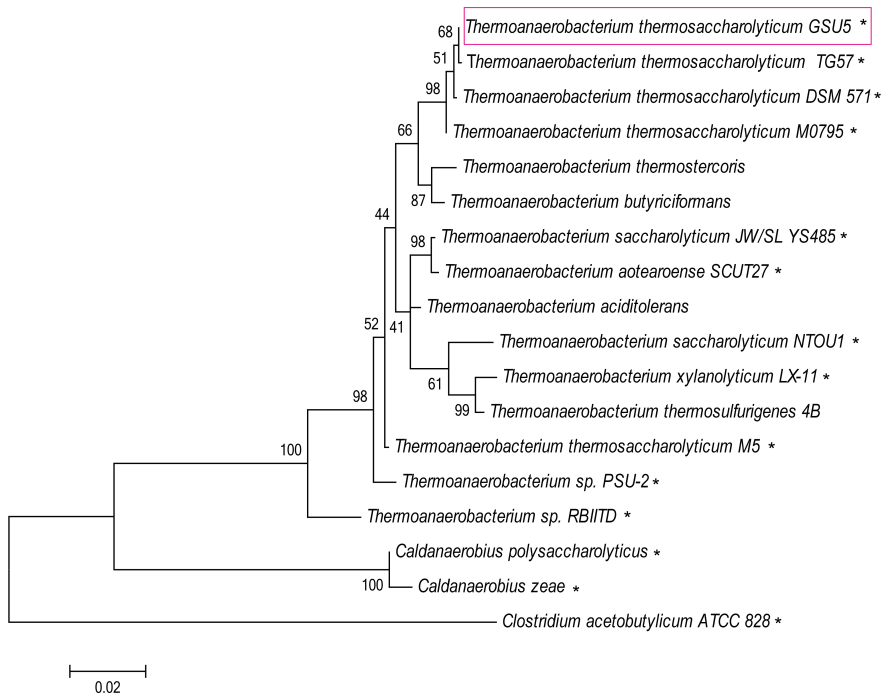 68
Thermoanaerobacterium thermosaccharolyticum GSU5 *
51
Thermoanaerobacterium thermosaccharolyticum TG57 *
98
Thermoanaerobacterium thermosaccharolyticum DSM 571 *
66
Thermoanaerobacterium thermosaccharolyticum M0795 *
Thermoanaerobacterium thermostercoris
87
Thermoanaerobacterium butyriciformans
44
98
Thermoanaerobacterium saccharolyticum JW/SL YS485 *
Thermoanaerobacterium aotearoense SCUT27 *
Thermoanaerobacterium aciditolerans
52
41
Thermoanaerobacterium saccharolyticum NTOU1 *
61
Thermoanaerobacterium xylanolyticum LX-11 *
98
99
Thermoanaerobacterium thermosulfurigenes 4B
100
Thermoanaerobacterium thermosaccharolyticum M5 *
Thermoanaerobacterium sp. PSU-2 *
Thermoanaerobacterium sp. RBIITD *
Caldanaerobius polysaccharolyticus *
100
Caldanaerobius zeae *
Clostridium acetobutylicum ATCC 828 *
0.02